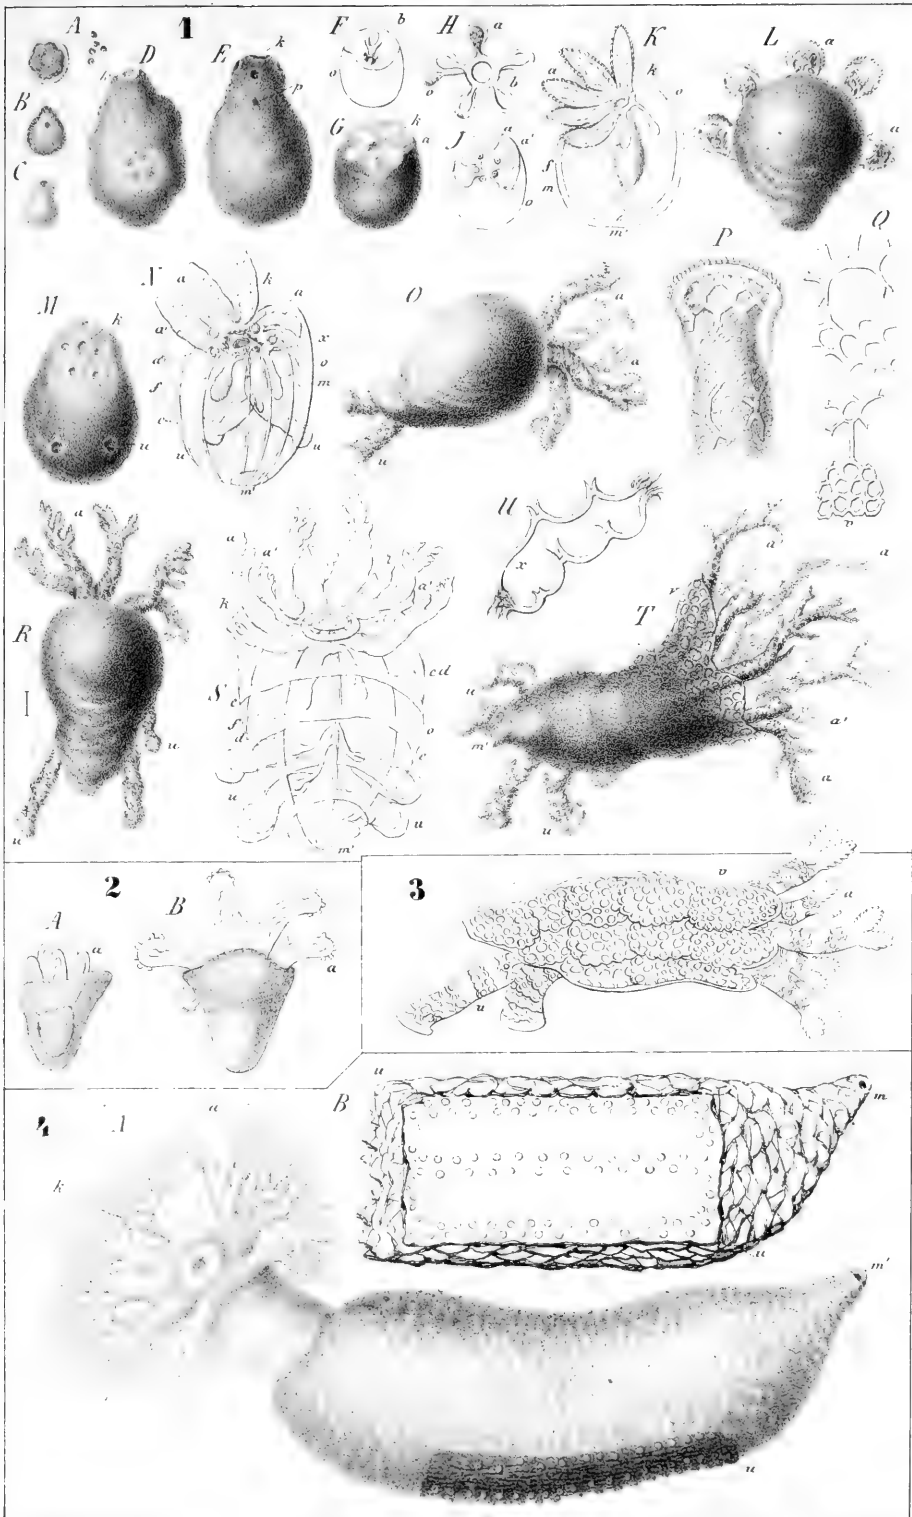 A 1
D E k F b H a K L a
k p o a k o
B o b
G k a J a a' f m
C o m'
P Q
M k N a k a O a
x x
a' o
f m a
c
u u u u
m' v
a U a a
a' x r
k a' T
R c d u
S c
f m'
d o a'
u e a
u u u
u m' u
2 3 v
A B a
a a
u
4 A a B u m
k
u
m'
u